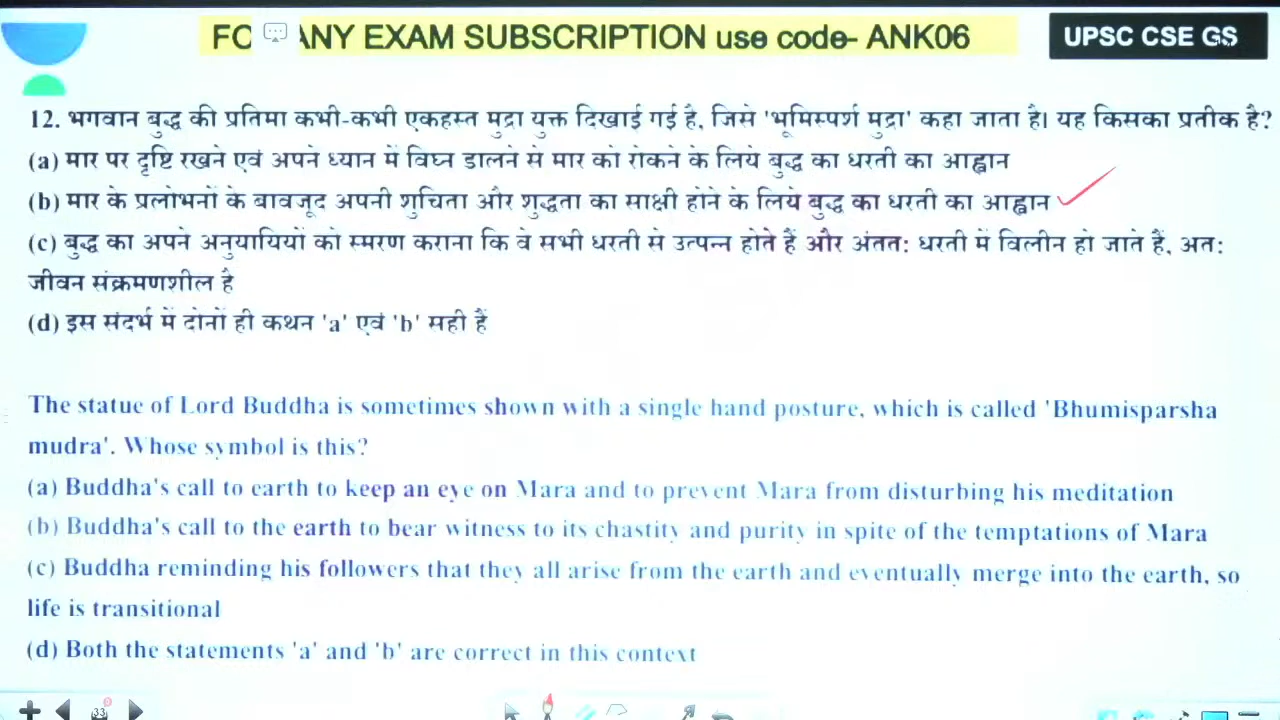 FO ANY EXAM SUBSCRIPTION use code- ANK06
UPSC CSE GS
12. भगवान बुद्ध की प्रतिमा कभी-कभी एकहस्त मुद्रा युक्त दिखाई गई है, जिसे 'भूमिस्पर्श मुद्रा' कहा जाता है। यह किसका प्रतीक है?
(a) मार पर दृष्टि रखने एवं अपने ध्यान में विघ्न डालने से मार को रोकने के लिये बुद्ध का धरती का आह्वान
(b) मार के प्रलोभनों के बावजूद अपनी शुचिता और शुद्धता का साक्षी होने के लिये बुद्ध का धरती का आह्वान
(c) बुद्ध का अपने अनुयायियों को स्मरण कराना कि वे सभी धरती से उत्पन्न होते हैं और अंततः धरती में विलीन हो जाते हैं, अतः
जीवन संक्रमणशील है
(d) इस संदर्भ में दोनों ही कथन 'a' एवं 'b' सही हैं
The statue of Lord Buddha is sometimes shown with a single hand posture, which is called 'Bhumisparsha
mudra'. Whose symbol is this?
(a) Buddha's call to earth to keep an eye on Mara and to prevent Mara from disturbing his meditation
(b) Buddha's call to the earth to bear witness to its chastity and purity in spite of the temptations of Mara
(c) Buddha reminding his followers that they all arise from the earth and eventually merge into the earth, so
life is transitional
(d) Both the statements 'a' and 'b' are correct in this context
33